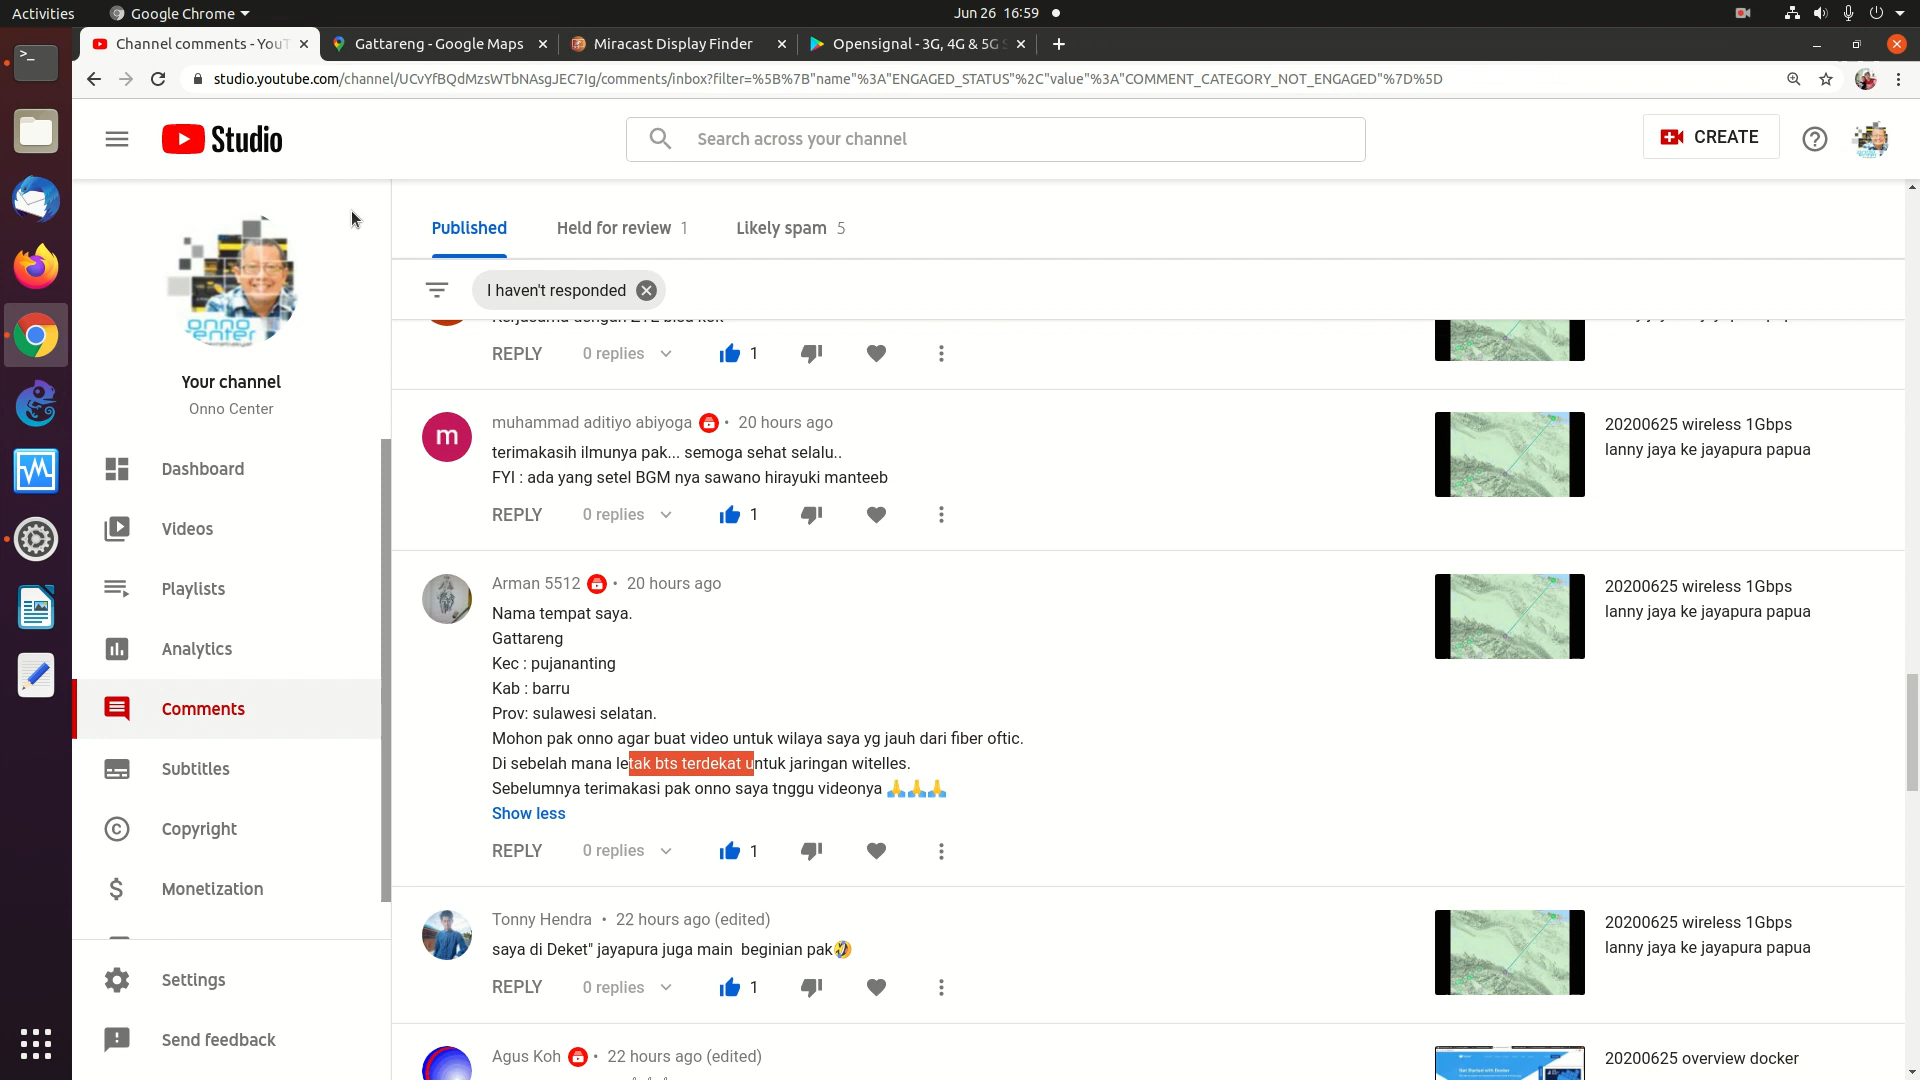 Activities
Google Chrome
Jun 26 16:59
Channel comments - YouT
Gattareng - Google Maps
Miracast Display Finder
Opensignal - 3G, 4G & 5G S
studio.youtube.com/channel/UCvYfBQdMzsWTbNAsgJEC7Ig/comments/inbox?filter=%5B%7B"name"%3A"ENGAGED_STATUS"%2C"value"%3A"COMMENT_CATEGORY_NOT_ENGAGED"%7D%5D
Studio
Search across your channel
CREATE
Published
Held for review 1
Likely spam 5
I haven't responded
REPLY 0 replies 1
onno
center
Your channel
Onno Center
Dashboard
Videos
Playlists
Analytics
Comments
Subtitles
Copyright
Monetization
Settings
Send feedback
m
muhammad aditiyo abiyoga • 20 hours ago
terimakasih ilmunya pak... semoga sehat selalu..
FYI : ada yang setel BGM nya sawano hirayuki manteeb
REPLY 0 replies 1
20200625 wireless 1Gbps
lanny jaya ke jayapura papua
Arman 5512 • 20 hours ago
Nama tempat saya.
Gattareng
Kec : pujananting
Kab : barru
Prov: sulawesi selatan.
Mohon pak onno agar buat video untuk wilaya saya yg jauh dari fiber oftic.
Di sebelah mana letak bts terdekat untuk jaringan witelles.
Sebelumnya terimakasi pak onno saya tnggu videonya 🙏🙏🙏
Show less
REPLY 0 replies 1
20200625 wireless 1Gbps
lanny jaya ke jayapura papua
Tonny Hendra • 22 hours ago (edited)
saya di Deket" jayapura juga main beginian pak🤣
REPLY 0 replies 1
20200625 wireless 1Gbps
lanny jaya ke jayapura papua
Agus Koh • 22 hours ago (edited)
20200625 overview docker